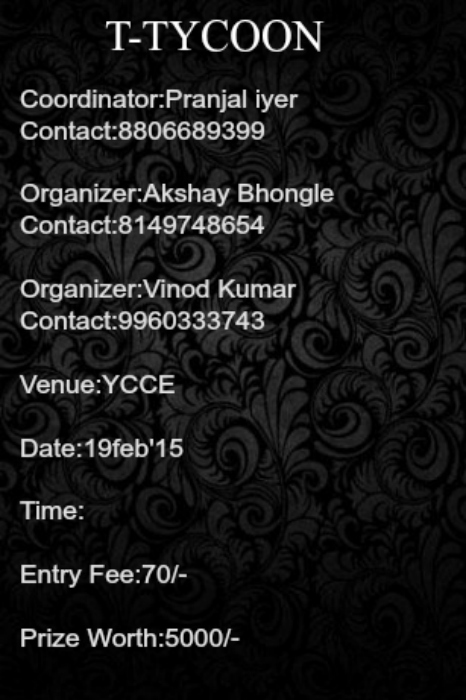 T-TYCOON
Coordinator:Pranjal iyer
Contact:8806689399
Organizer:Akshay Bhongle
Contact:8149748654
Organizer:Vinod Kumar
Contact:9960333743
Venue:YCCE
Date:19feb'15
Time:
Entry Fee:70/-
Prize Worth:5000/-